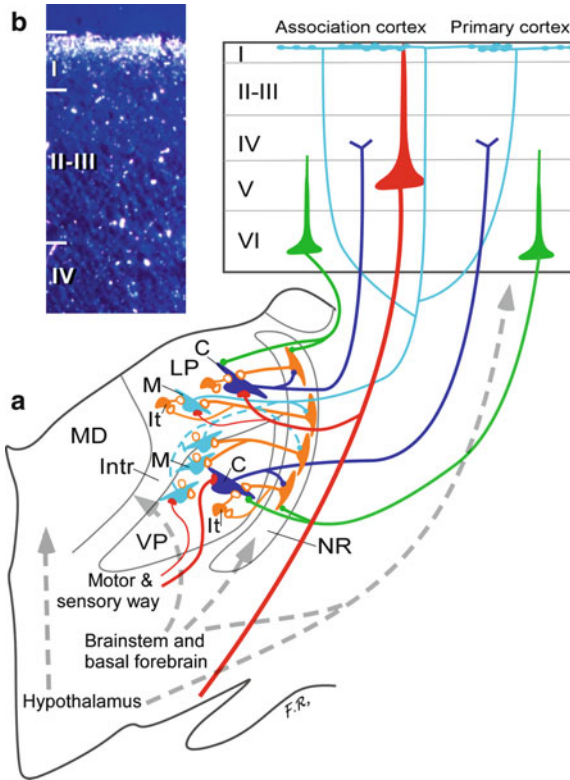 b
I
II-III
IV
Association cortex
Primary cortex
I
II-III
IV
V
VI
a
C
LP
M
It
MD
Intr
M
C
It
VP
NR
Motor &
sensory way
Brainstem and
basal forebrain
Hypothalamus
F.R.